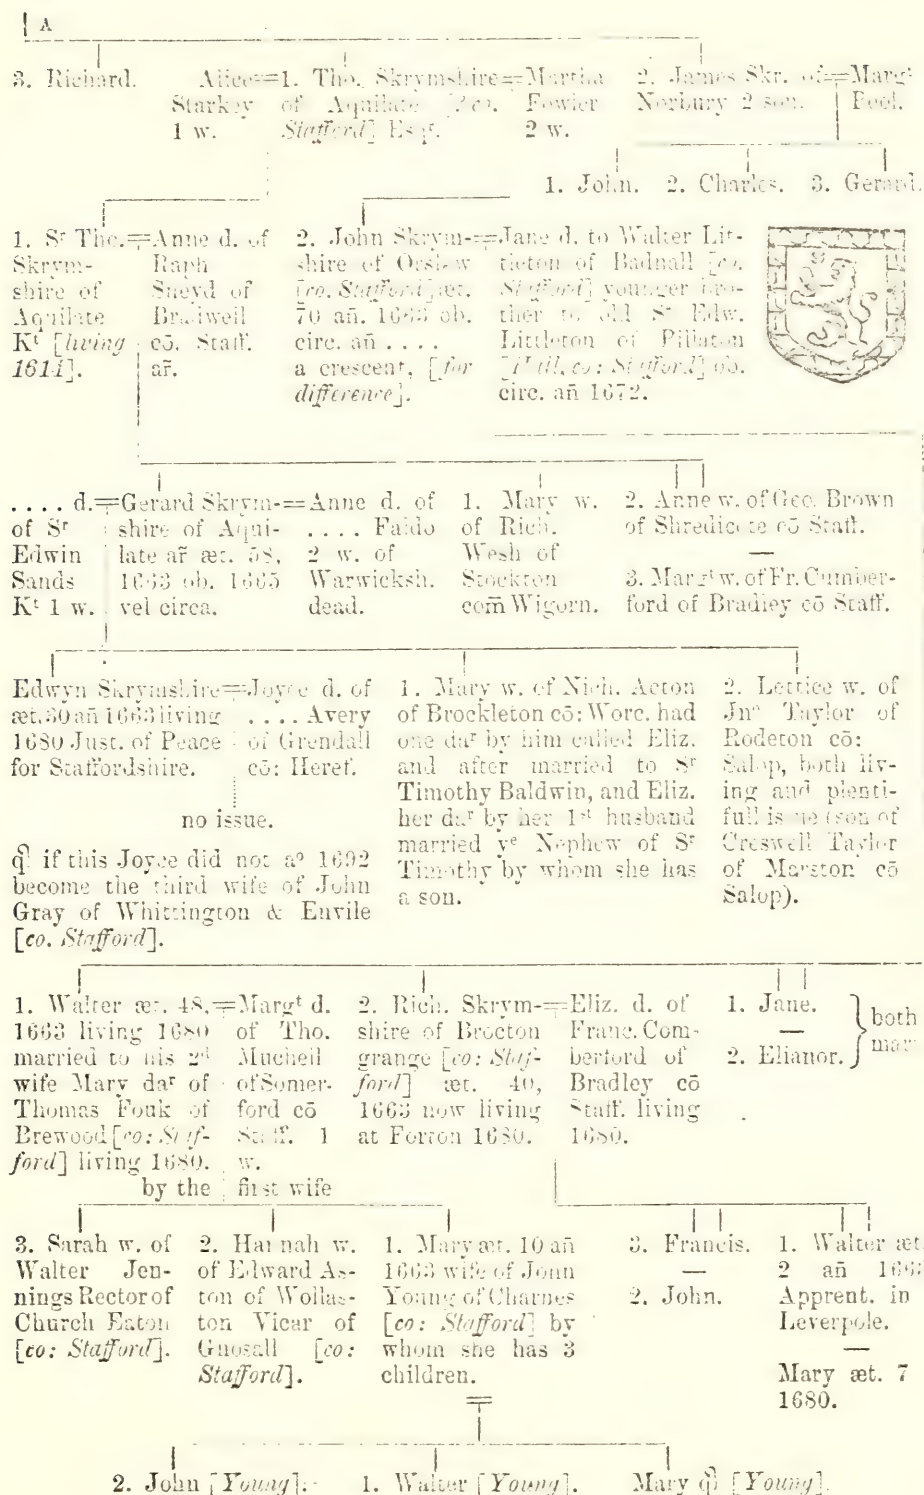 A
3. Richard.
Alice
Starkey
1 w.
1. Tho. Skrymshire
of Aquilate [? co.
Stafford] Esq.
Martha
Fowler
2 w.
2. James Skr. of
Norbury 2 son.
Margt
Pool.
1. John. 2. Charles. 3. Gerard.
1. Sr Tho.
Skrym-
shire of
Aquilate
Kt [living
1614].
Anne d. of
Raph
Sneyd of
Bradwell
cō. Staff.
ar̃.
2. John Skrym-
shire of Orslow
[co. Stafford] æt.
70 añ. 1663 ob.
circ. añ . . . .
a crescent, [for
difference].
Jane d. to Walter Lit-
tleton of Badnall [co.
Stafford] younger bro-
ther to old Sr Edw.
Littleton of Pillaton
[Hall, co: Stafford] ob.
circ. añ 1672.
. . . . d.
of Sr
Edwin
Sands
Kt 1 w.
Gerard Skrym-
shire of Aqui-
late ar̃ æt. 58,
1663 ob. 1665
vel circa.
Anne d. of
. . . . Faldo
2 w. of
Warwicksh.
dead.
1. Mary w.
of Rich.
Wesh of
Stockton
com̃ Wigorn.
2. Anne w. of Geo. Brown
of Shredicote cō Staff.
—
3. Margt w. of Fr. Cumber-
ford of Bradley cō Staff.
Edwyn Skrymshire
æt. 30 añ 1663 living
1680 Just. of Peace
for Staffordshire.
Joyce d. of
. . . . Avery
of Grendall
cō: Heref.
no issue.
q̃ if this Joyce did not ao 1692
become the third wife of John
Gray of Whittington & Envile
[co. Stafford].
1. Mary w. of Nich. Acton
of Brockleton cō: Worc. had
one dar by him called Eliz.
and after married to Sr
Timothy Baldwin, and Eliz.
her dar by her 1st husband
married ye Nephew of Sr
Timothy by whom she has
a son.
2. Lettice w. of
Jno Taylor of
Rodeton cō:
Salop, both liv-
ing and plenti-
full issue (son of
Creswell Taylor
of Marston cō
Salop).
1. Walter æt. 48,
1663 living 1680
married to his 2d
wife Mary dar of
Thomas Fouk of
Brewood [co: Staf-
ford] living 1680.
Margt d.
of Tho.
Muchell
of Somer-
ford cō
Staff. 1
w.
by the first wife
2. Rich. Skrym-
shire of Brocton
grange [co: Staf-
ford] æt. 40,
1663 now living
at Forton 1680.
Eliz. d. of
Franc. Com-
berford of
Bradley cō
Staff. living
1680.
1. Jane.
—
2. Elianor.
both
mar
3. Sarah w. of
Walter Jen-
nings Rector of
Church Eaton
[co: Stafford].
2. Hannah w.
of Edward As-
ton of Wollas-
ton Vicar of
Gnosall [co:
Stafford].
1. Mary æt. 10 añ
1663 wife of John
Young of Charnes
[co: Stafford] by
whom she has 3
children.
3. Francis.
—
2. John.
1. Walter æt.
2 añ 1663
Apprent. in
Leverpole.
—
Mary æt. 7
1680.
2. John [Young].
1. Walter [Young].
Mary q̃ [Young].